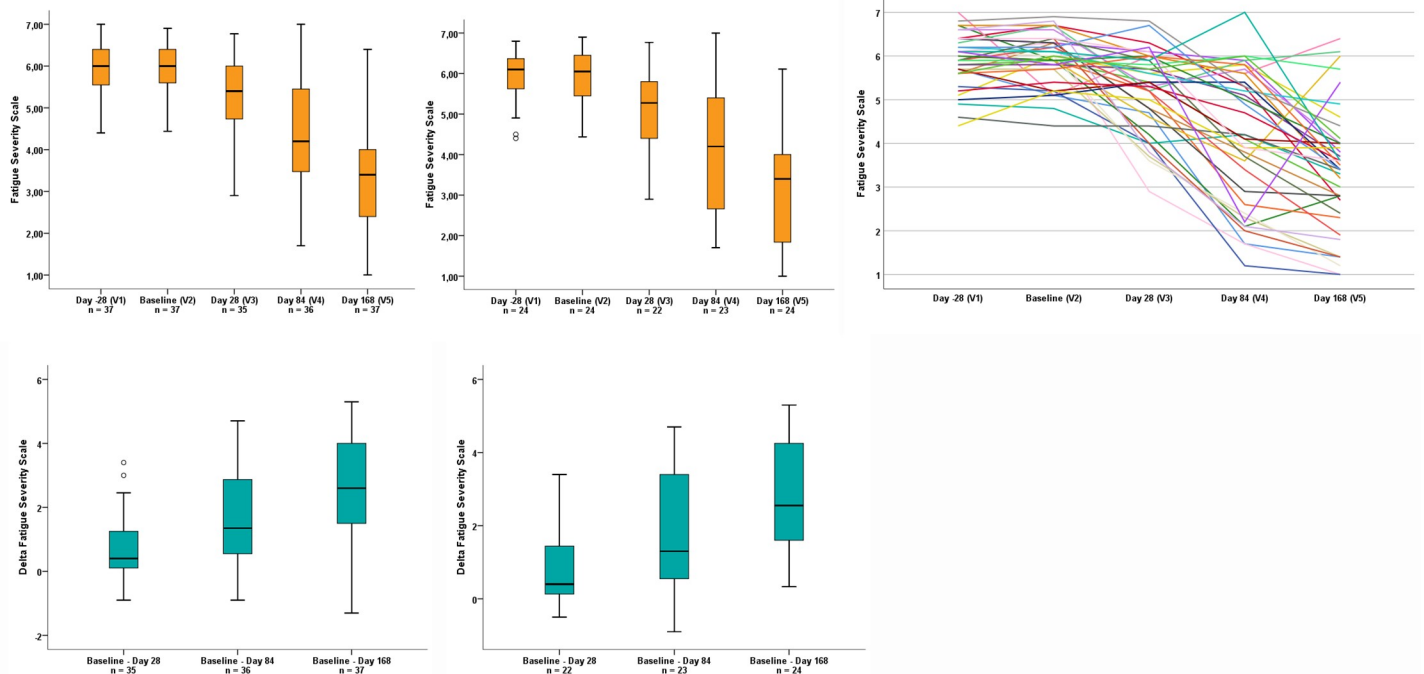 Fatigue Severity Scale
7,00
6,00
5,00
4,00
3,00
2,00
1,00
Day -28 (V1) Baseline (V2) Day 28 (V3) Day 84 (V4) Day 168 (V5)
n = 37 n = 37 n = 35 n = 36 n = 37
Fatigue Severity Scale
7,00
6,00
5,00
4,00
3,00
2,00
1,00
Day -28 (V1) Baseline (V2) Day 28 (V3) Day 84 (V4) Day 168 (V5)
n = 24 n = 24 n = 22 n = 23 n = 24
7
6
5
4
3
2
1
Day -28 (V1) Baseline (V2) Day 28 (V3) Day 84 (V4) Day 168 (V5)
Delta Fatigue Severity Scale
6
4
2
0
-2
Baseline - Day 28 Baseline - Day 84 Baseline - Day 168
n = 35 n = 36 n = 37
Delta Fatigue Severity Scale
6
4
2
0
Baseline - Day 28 Baseline - Day 84 Baseline - Day 168
n = 22 n = 23 n = 24